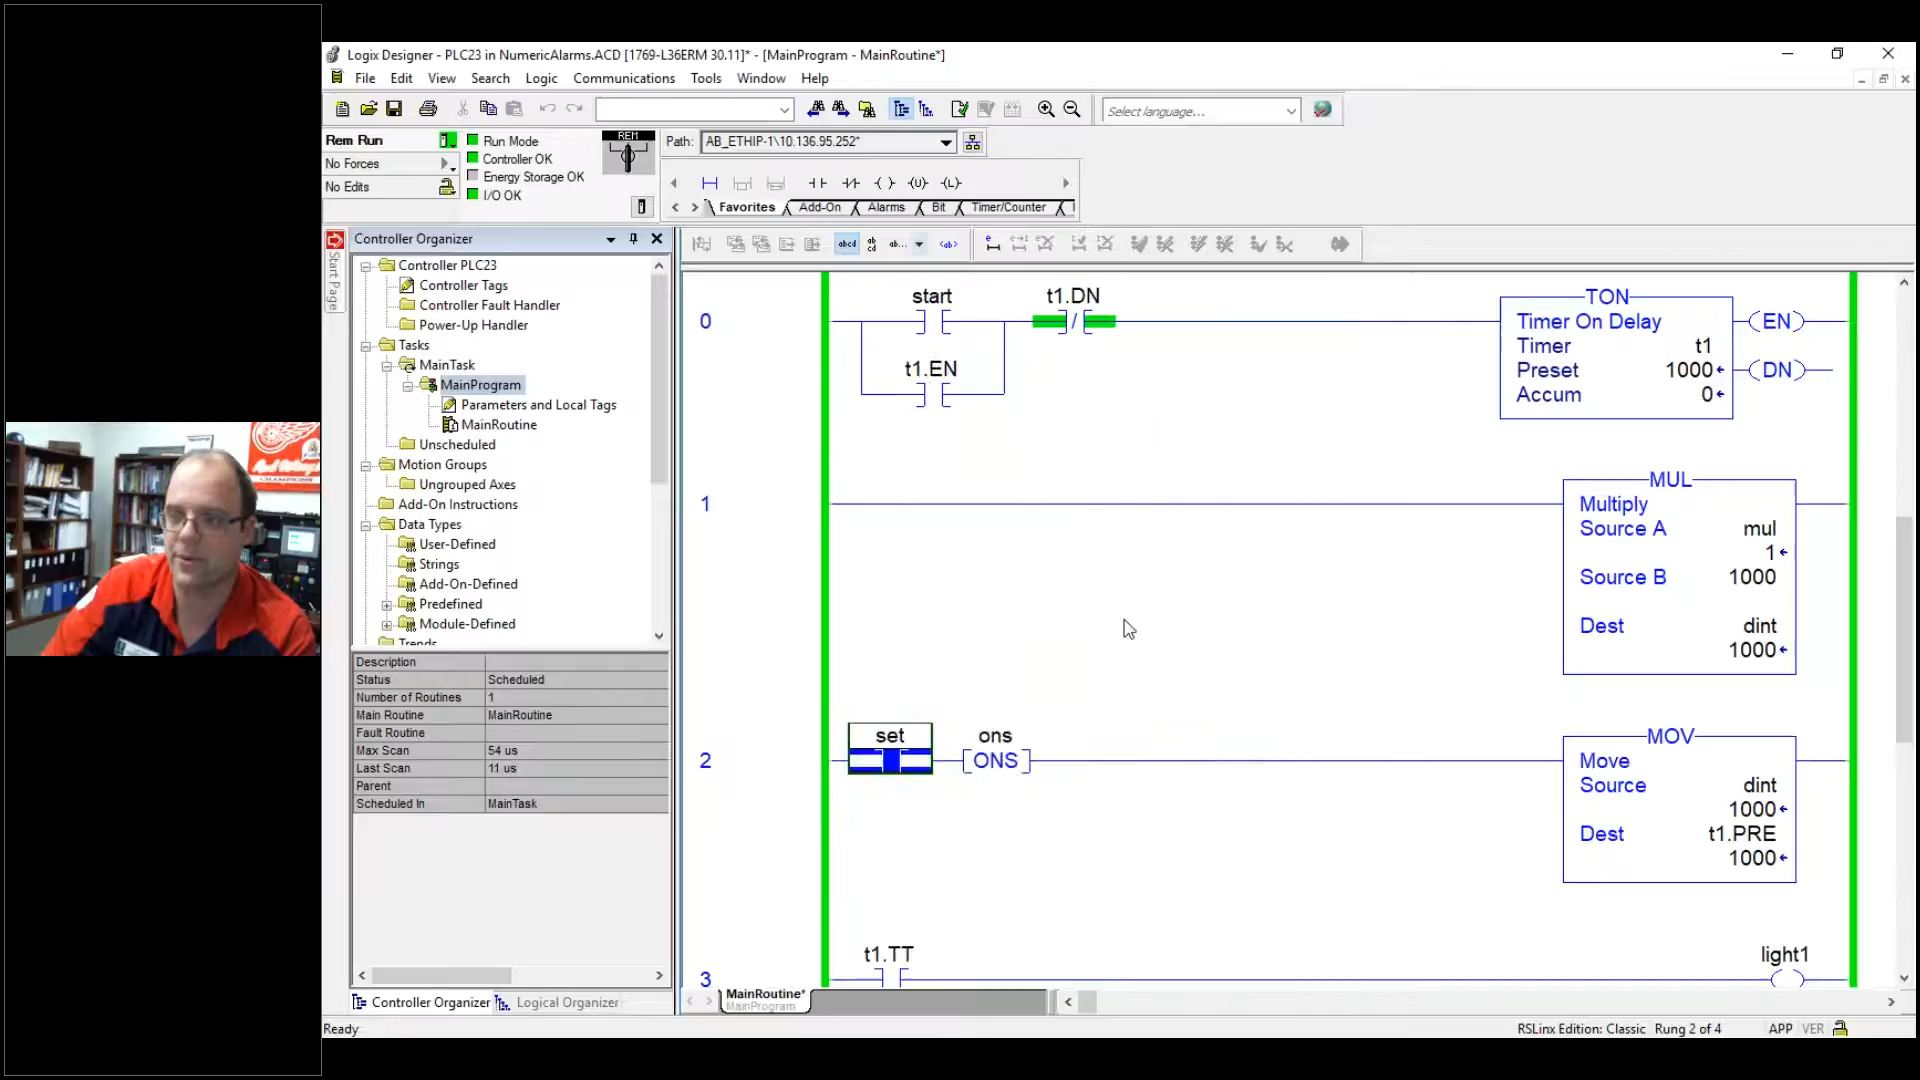 Logix Designer - PLC23 in NumericAlarms.ACD [1769-L36ERM 30.11]* - [MainProgram - MainRoutine*]
File Edit View Search Logic Communications Tools Window Help
Select language...
Rem Run
No Forces
No Edits
Run Mode
Controller OK
Energy Storage OK
I/O OK
REM
Path: AB_ETHIP-1\10.136.95.252*
(U) (L)
Favorites Add-On Alarms Bit Timer/Counter
Start Page
Controller Organizer
Controller PLC23
Controller Tags
Controller Fault Handler
Power-Up Handler
Tasks
MainTask
MainProgram
Parameters and Local Tags
MainRoutine
Unscheduled
Motion Groups
Ungrouped Axes
Add-On Instructions
Data Types
User-Defined
Strings
Add-On-Defined
Predefined
Module-Defined
Trends
Description
Status Scheduled
Number of Routines 1
Main Routine MainRoutine
Fault Routine
Max Scan 54 us
Last Scan 11 us
Parent
Scheduled In MainTask
Controller Organizer Logical Organizer
abcd ab cd ab... <ab>
0
start
t1.DN
t1.EN
TON
Timer On Delay
Timer t1
Preset 1000
Accum 0
EN
DN
1
MUL
Multiply
Source A mul
1
Source B 1000
Dest dint
1000
2
set
ons
ONS
MOV
Move
Source dint
1000
Dest t1.PRE
1000
3
t1.TT
light1
MainRoutine*
MainProgram
Ready
RSLinx Edition: Classic Rung 2 of 4 APP VER